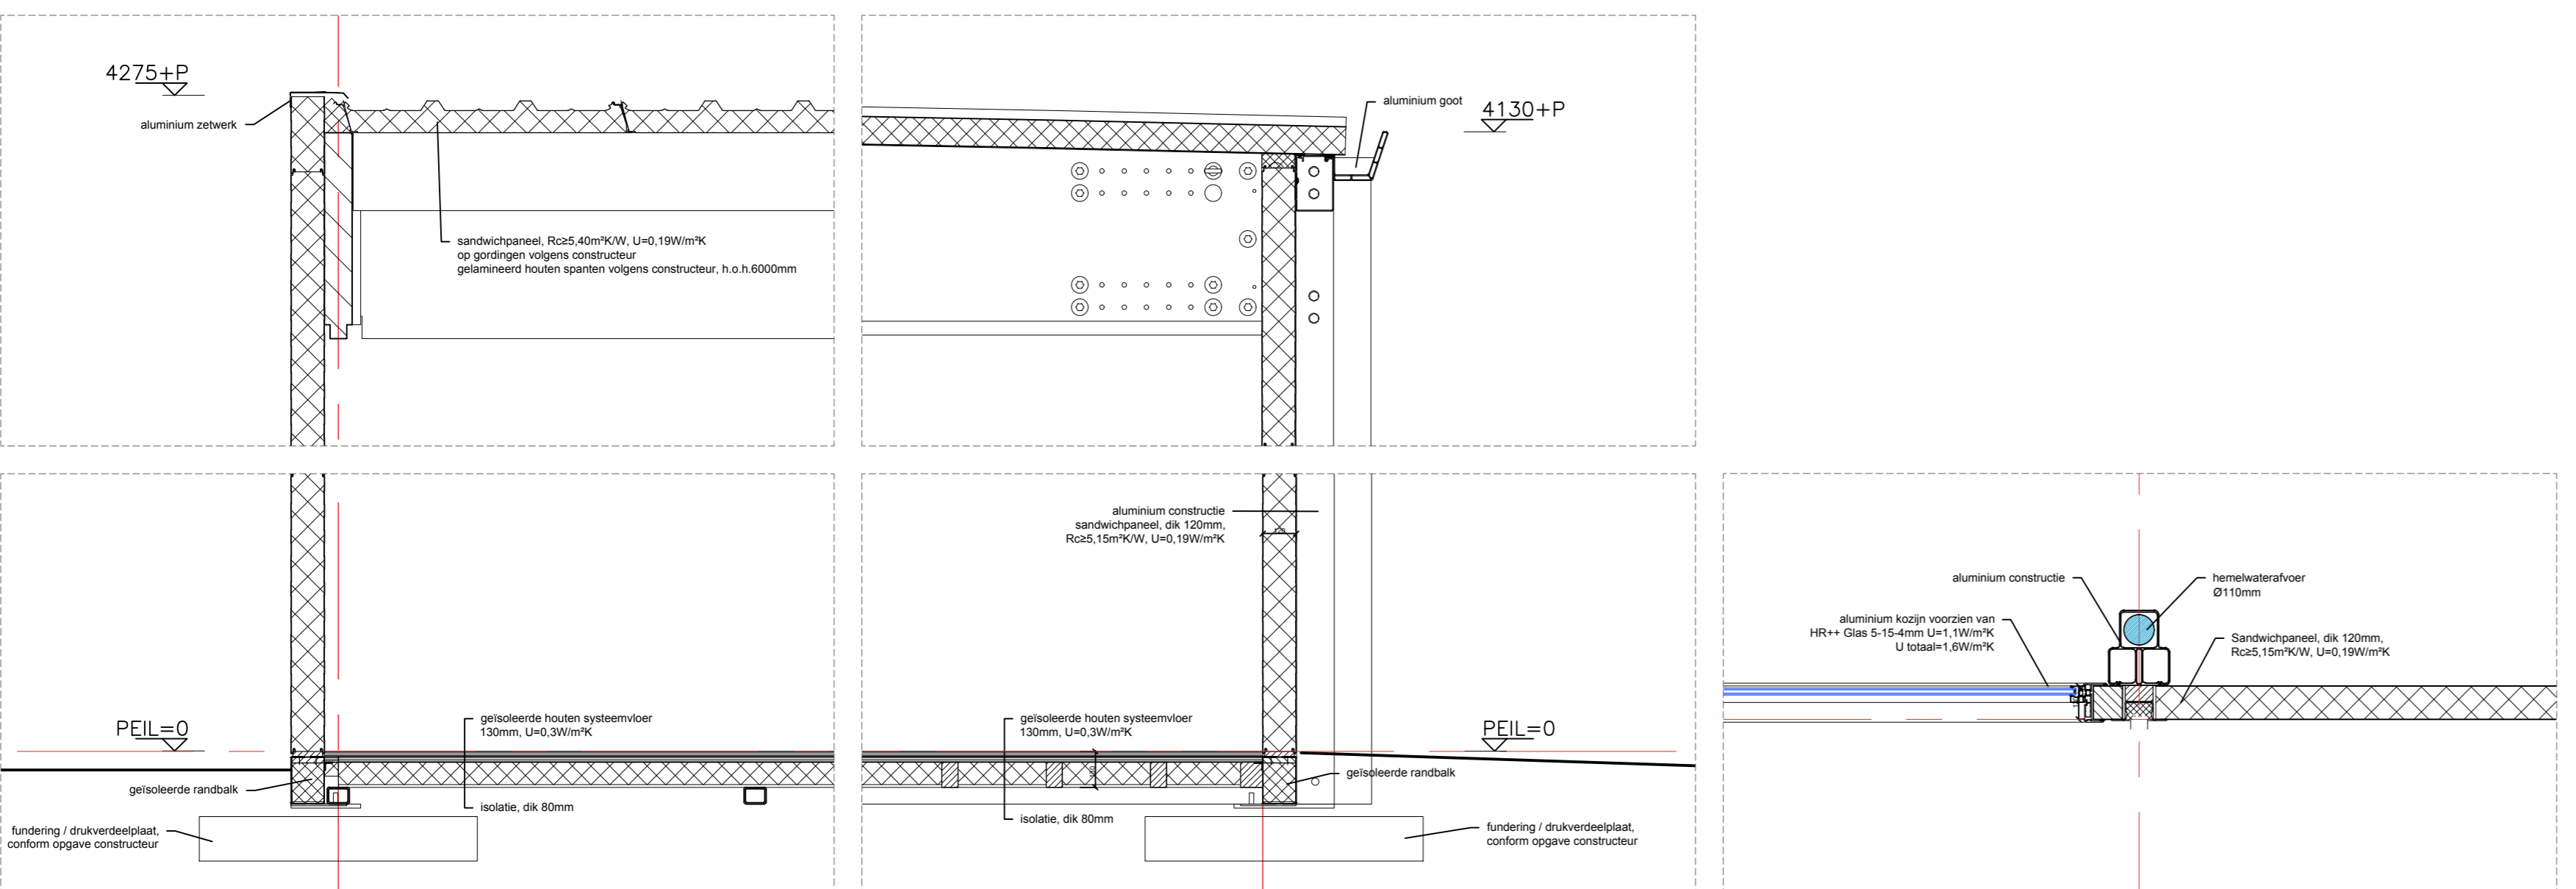 4275+P
aluminium zetwerk
sandwichpaneel, Rc≥5,40m²K/W, U=0,19W/m²K
op gordingen volgens constructeur
gelamineerd houten spanten volgens constructeur, h.o.h.6000mm
aluminium goot
4130+P
PEIL=0
geïsoleerde houten systeemvloer
130mm, U=0,3W/m²K
geïsoleerde randbalk
isolatie, dik 80mm
fundering / drukverdeelplaat,
conform opgave constructeur
aluminium constructie
sandwichpaneel, dik 120mm,
Rc≥5,15m²K/W, U=0,19W/m²K
120
geïsoleerde houten systeemvloer
130mm, U=0,3W/m²K
PEIL=0
geïsoleerde randbalk
isolatie, dik 80mm
fundering / drukverdeelplaat,
conform opgave constructeur
aluminium constructie
hemelwaterafvoer
Ø110mm
aluminium kozijn voorzien van
HR++ Glas 5-15-4mm U=1,1W/m²K
U totaal=1,6W/m²K
Sandwichpaneel, dik 120mm,
Rc≥5,15m²K/W, U=0,19W/m²K